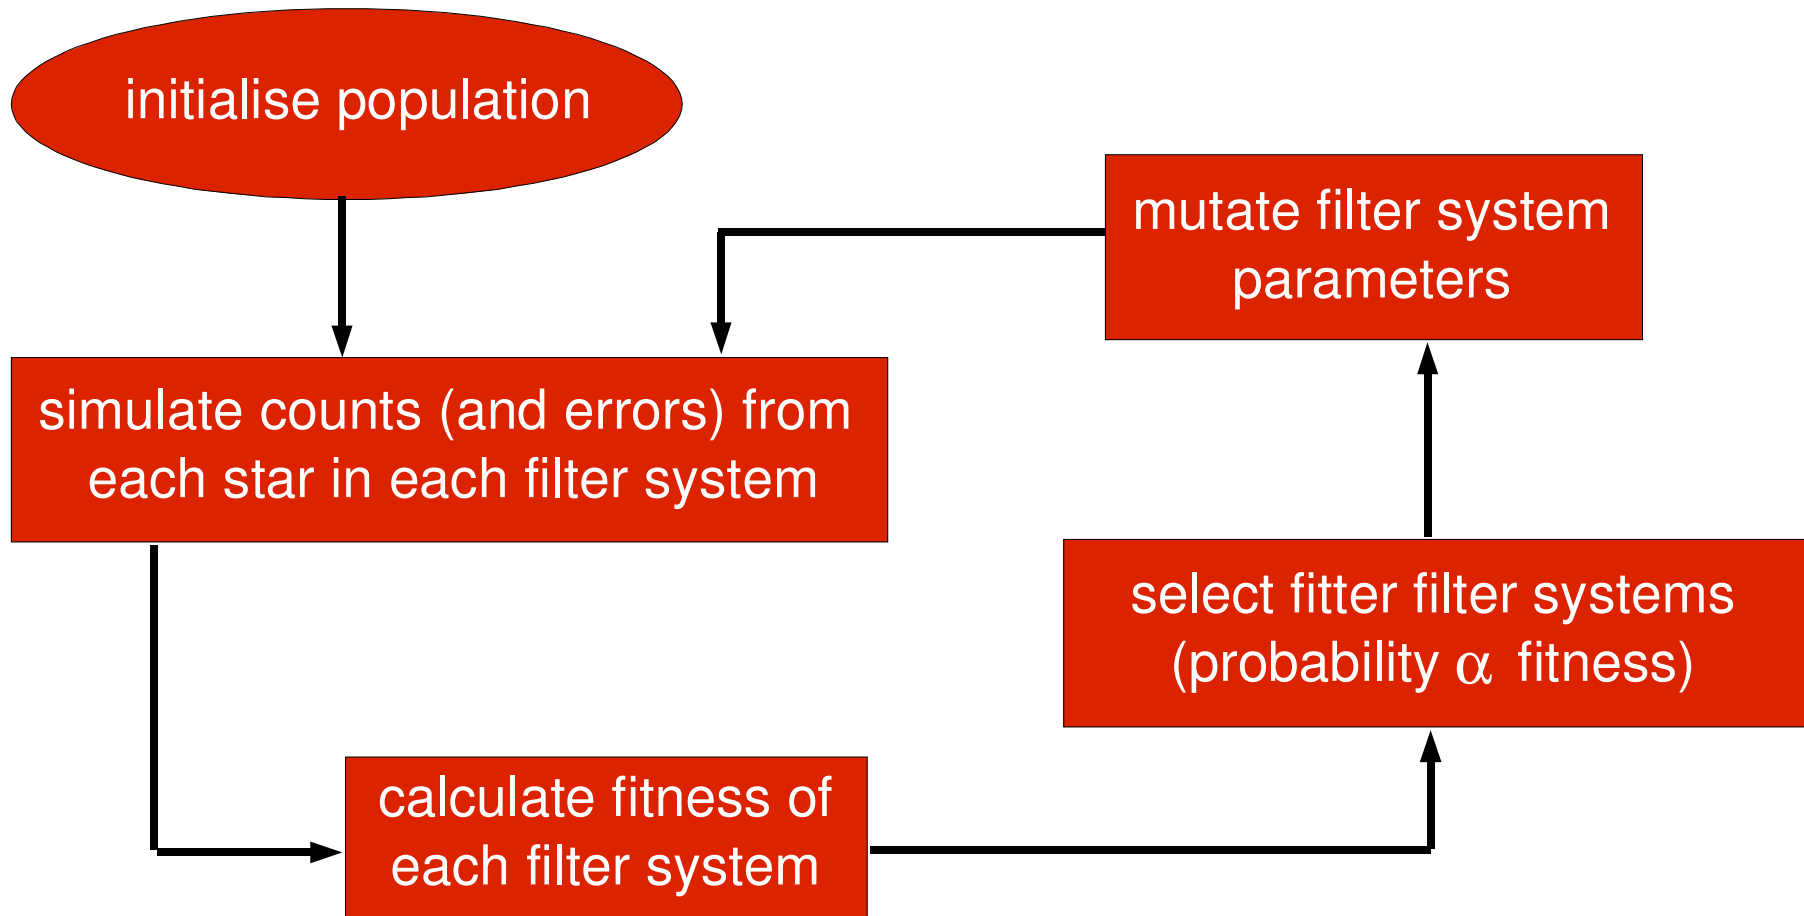 initialise population
mutate filter system
parameters
simulate counts (and errors) from
each star in each filter system
select fitter filter systems
(probability α fitness)
calculate fitness of
each filter system